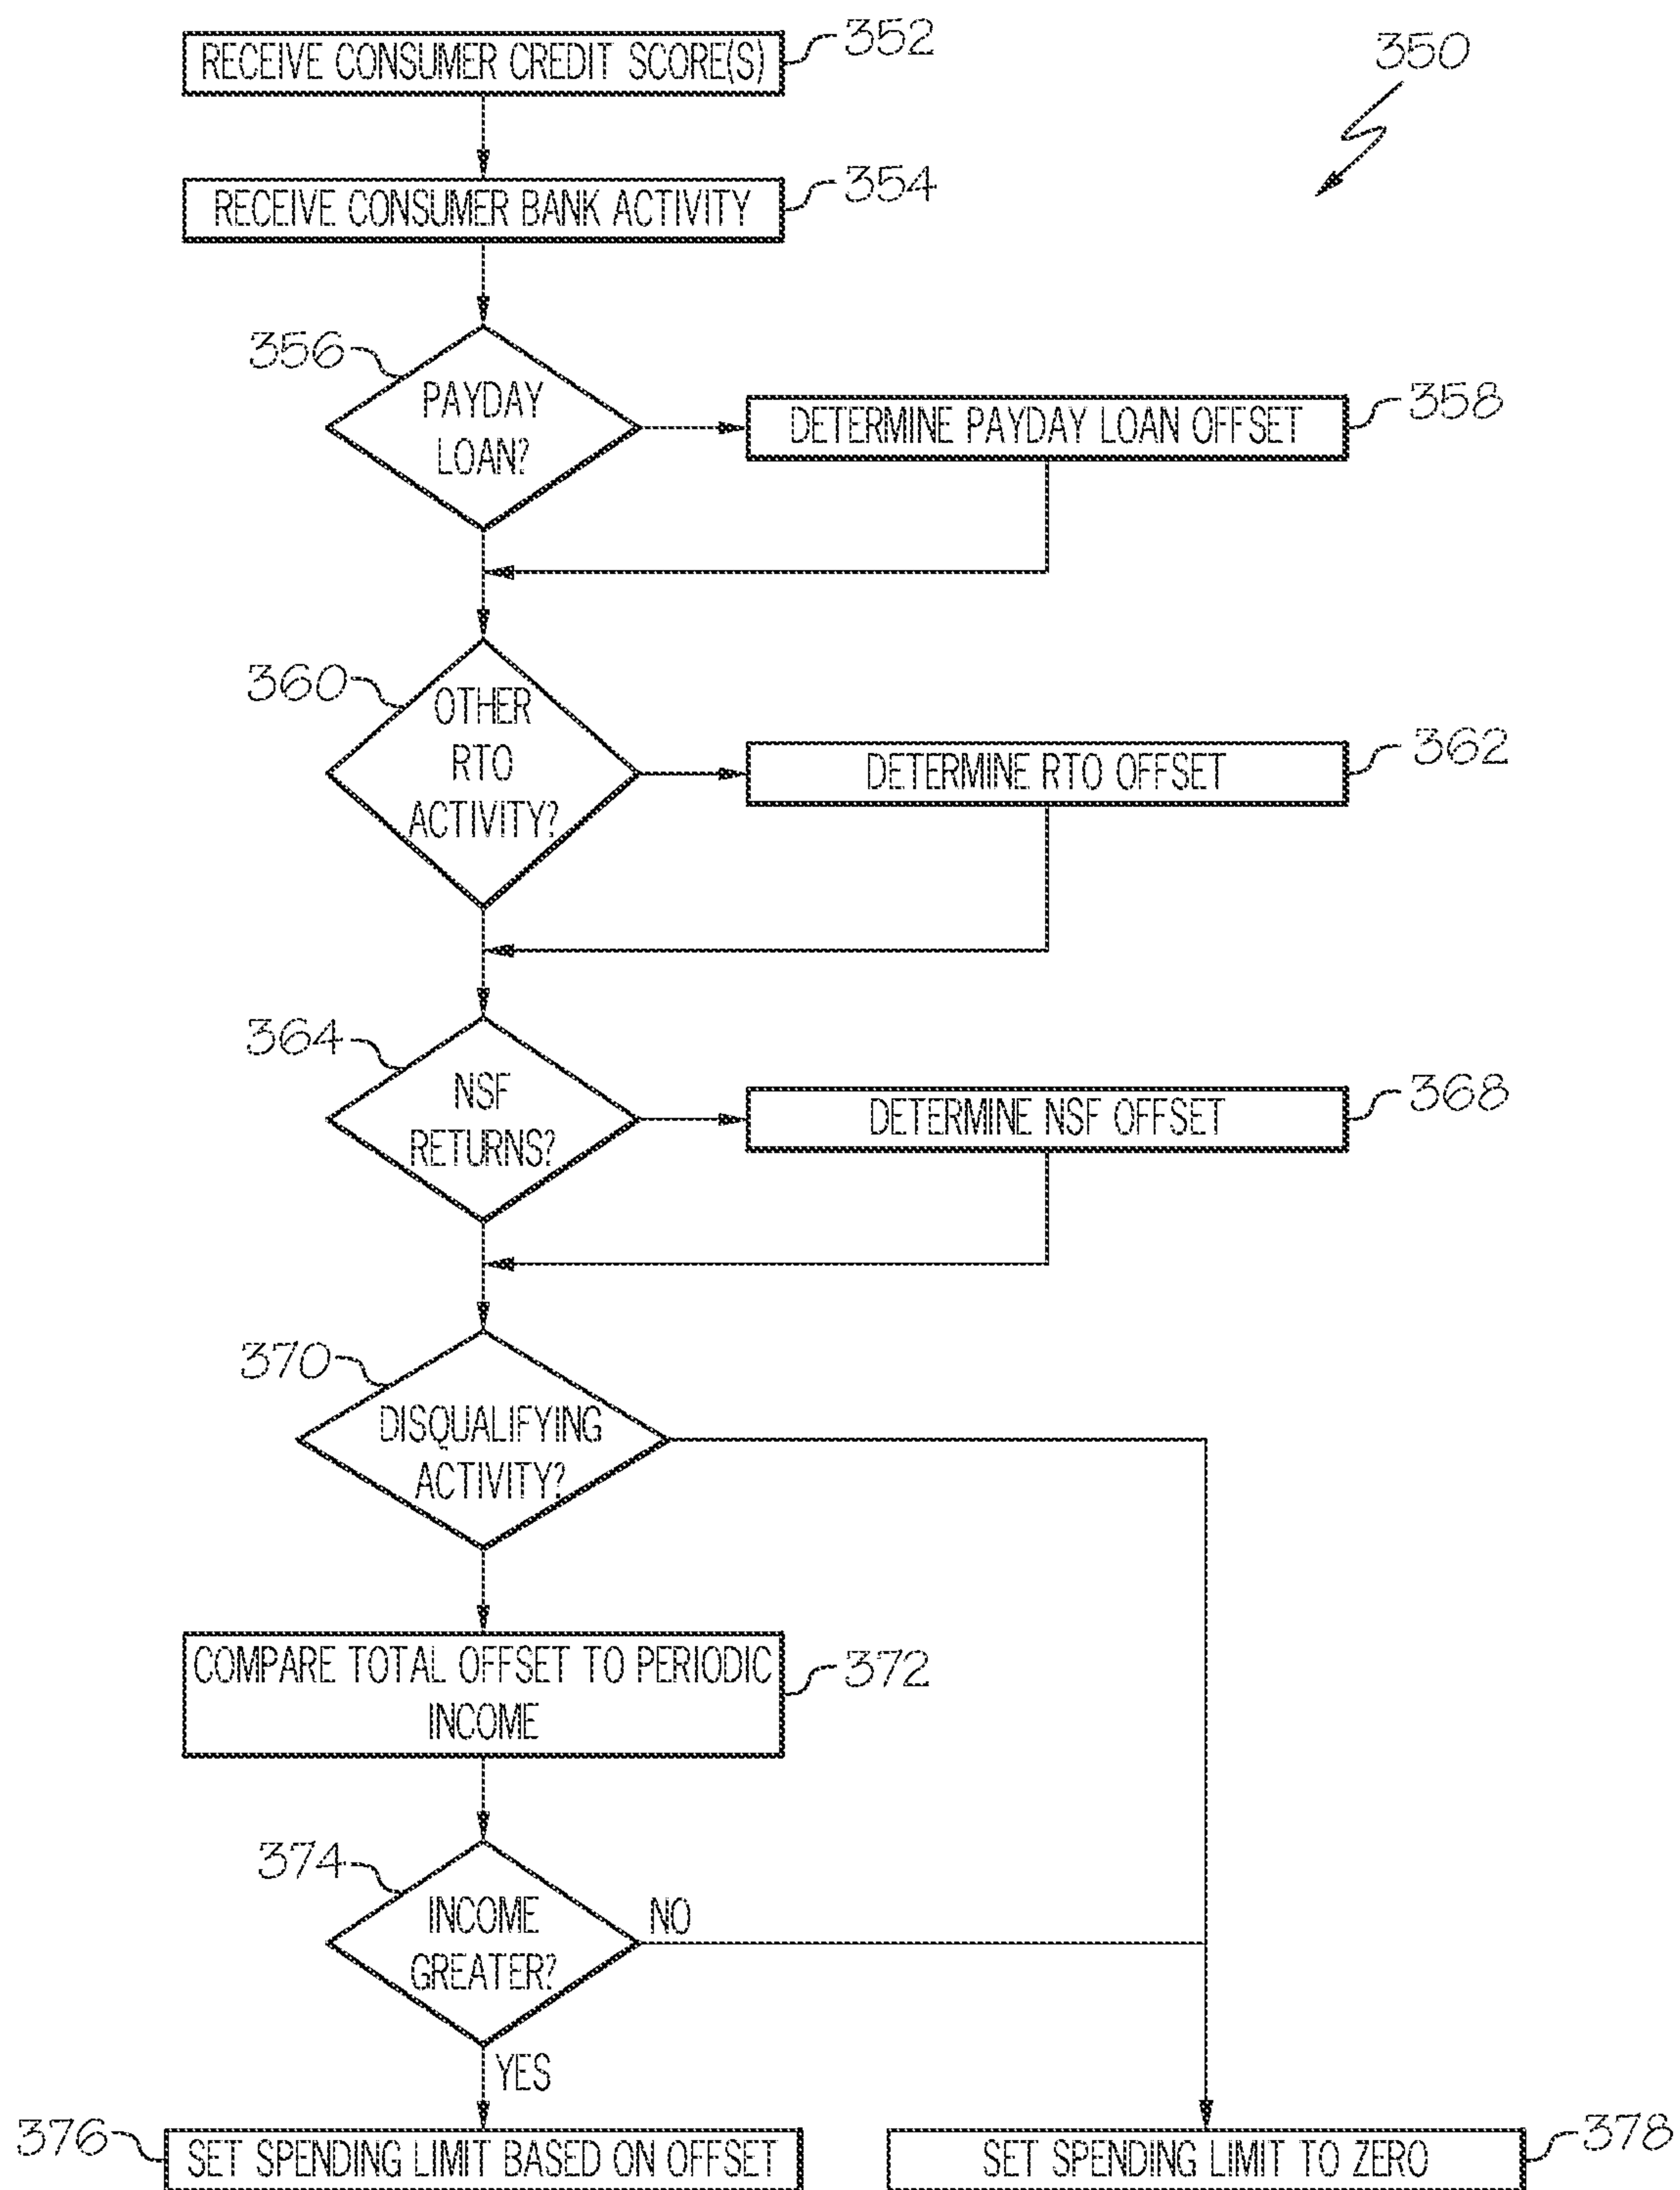 RECEIVE CONSUMER CREDIT SCORE(S)
352
350
RECEIVE CONSUMER BANK ACTIVITY
354
356
PAYDAY
LOAN?
DETERMINE PAYDAY LOAN OFFSET
358
360
OTHER
RTO
ACTIVITY?
DETERMINE RTO OFFSET
362
364
NSF
RETURNS?
DETERMINE NSF OFFSET
368
370
DISQUALIFYING
ACTIVITY?
COMPARE TOTAL OFFSET TO PERIODIC
INCOME
372
374
INCOME
GREATER?
NO
YES
376
SET SPENDING LIMIT BASED ON OFFSET
SET SPENDING LIMIT TO ZERO
378